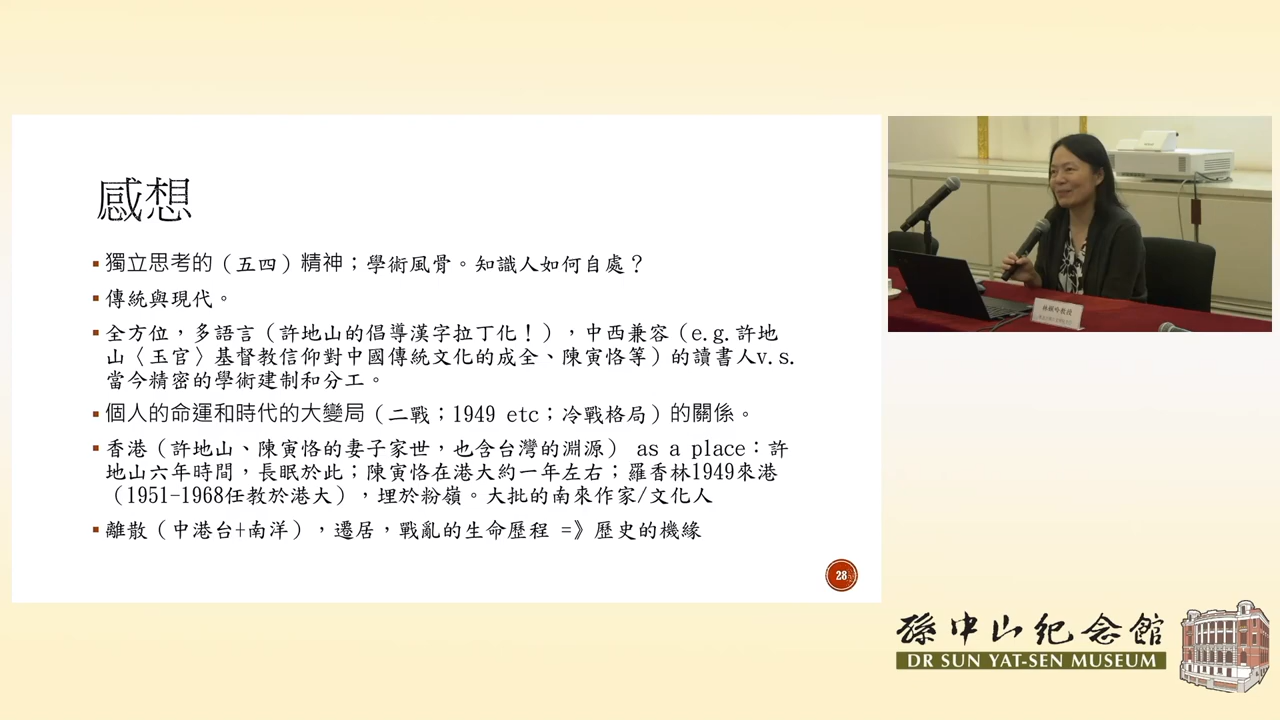 感想
▪ 獨立思考的（五四）精神；學術風骨。知識人如何自處？
▪ 傳統與現代。
▪ 全方位，多語言（許地山的倡導漢字拉丁化！），中西兼容（e.g.許地
山〈玉官〉基督教信仰對中國傳統文化的成全、陳寅恪等）的讀書人v.s.
當今精密的學術建制和分工。
▪ 個人的命運和時代的大變局（二戰；1949 etc；冷戰格局）的關係。
▪ 香港（許地山、陳寅恪的妻子家世，也含台灣的淵源） as a place：許
地山六年時間，長眠於此；陳寅恪在港大約一年左右；羅香林1949來港
（1951-1968任教於港大），埋於粉嶺。大批的南來作家/文化人
▪ 離散（中港台+南洋），遷居，戰亂的生命歷程 =》歷史的機緣
28
孫中山紀念館
DR SUN YAT-SEN MUSEUM